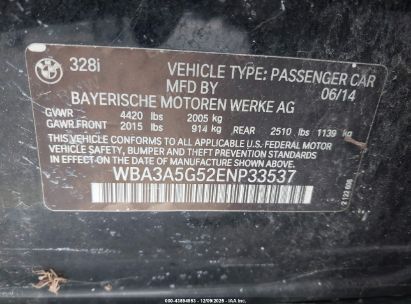 BMW
328i
VEHICLE TYPE: PASSENGER CAR
MFD BY 06/14
BAYERISCHE MOTOREN WERKE AG
GVWR 4420 lbs 2005 kg
GAWR.FRONT 2015 lbs 914 kg REAR 2510 lbs 1139 kg
THIS VEHICLE CONFORMS TO ALL APPLICABLE FEDERAL MOTOR
VEHICLE SAFETY, BUMPER AND THEFT PREVENTION STANDARDS
IN EFFECT ON THE DATE OF MANUFACTURE SHOWN ABOVE.
WBA3A5G52ENP33537